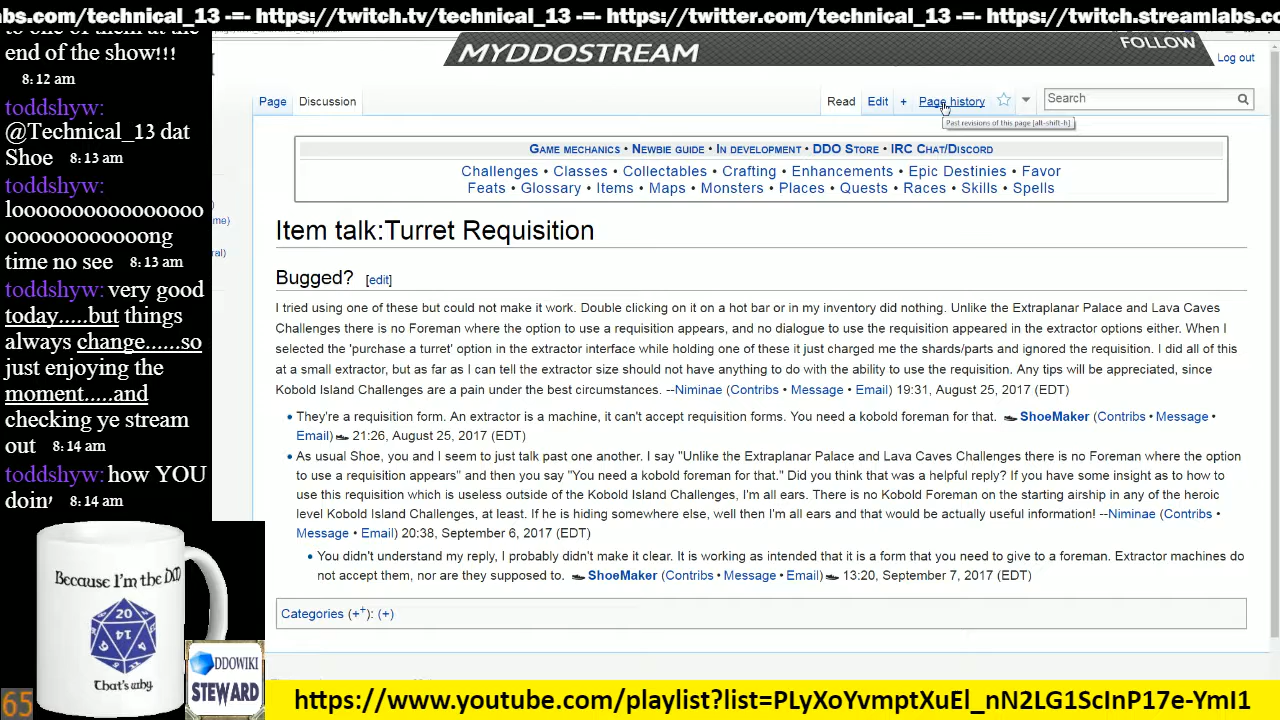 bs.com/technical_13 -=- https://twitch.tv/technical_13 -=- https://twitter.com/technical_13 -=- https://twitch.streamlabs.co
to one of them at the
end of the show!!!
8:12 am
toddshyw:
@Technical_13 dat
Shoe 8:13 am
toddshyw:
looooooooooooooooo
ooooooooooooong
time no see 8:13 am
toddshyw: very good
today.....but things
always change......so
just enjoying the
moment.....and
checking ye stream
out 8:14 am
toddshyw: how YOU
doin' 8:14 am
MYDDOSTREAM
FOLLOW
Log out
Page Discussion
Read Edit + Page history
Search
Past revisions of this page [alt-shift-h]
Game mechanics • Newbie guide • In development • DDO Store • IRC Chat/Discord
Challenges • Classes • Collectables • Crafting • Enhancements • Epic Destinies • Favor
Feats • Glossary • Items • Maps • Monsters • Places • Quests • Races • Skills • Spells
Item talk:Turret Requisition
Bugged? [edit]
I tried using one of these but could not make it work. Double clicking on it on a hot bar or in my inventory did nothing. Unlike the Extraplanar Palace and Lava Caves
Challenges there is no Foreman where the option to use a requisition appears, and no dialogue to use the requisition appeared in the extractor options either. When I
selected the 'purchase a turret' option in the extractor interface while holding one of these it just charged me the shards/parts and ignored the requisition. I did all of this
at a small extractor, but as far as I can tell the extractor size should not have anything to do with the ability to use the requisition. Any tips will be appreciated, since
Kobold Island Challenges are a pain under the best circumstances. --Niminae (Contribs • Message • Email) 19:31, August 25, 2017 (EDT)
• They're a requisition form. An extractor is a machine, it can't accept requisition forms. You need a kobold foreman for that. ShoeMaker (Contribs • Message •
Email) 21:26, August 25, 2017 (EDT)
• As usual Shoe, you and I seem to just talk past one another. I say "Unlike the Extraplanar Palace and Lava Caves Challenges there is no Foreman where the option
to use a requisition appears" and then you say "You need a kobold foreman for that." Did you think that was a helpful reply? If you have some insight as to how to
use this requisition which is useless outside of the Kobold Island Challenges, I'm all ears. There is no Kobold Foreman on the starting airship in any of the heroic
level Kobold Island Challenges, at least. If he is hiding somewhere else, well then I'm all ears and that would be actually useful information! --Niminae (Contribs •
Message • Email) 20:38, September 6, 2017 (EDT)
• You didn't understand my reply, I probably didn't make it clear. It is working as intended that it is a form that you need to give to a foreman. Extractor machines do
not accept them, nor are they supposed to. ShoeMaker (Contribs • Message • Email) 13:20, September 7, 2017 (EDT)
Categories (++): (+)
Because I'm the DM
20
14
That's why.
DDOWIKI
STEWARD
65
https://www.youtube.com/playlist?list=PLyXoYvmptXuEl_nN2LG1ScInP17e-YmI1